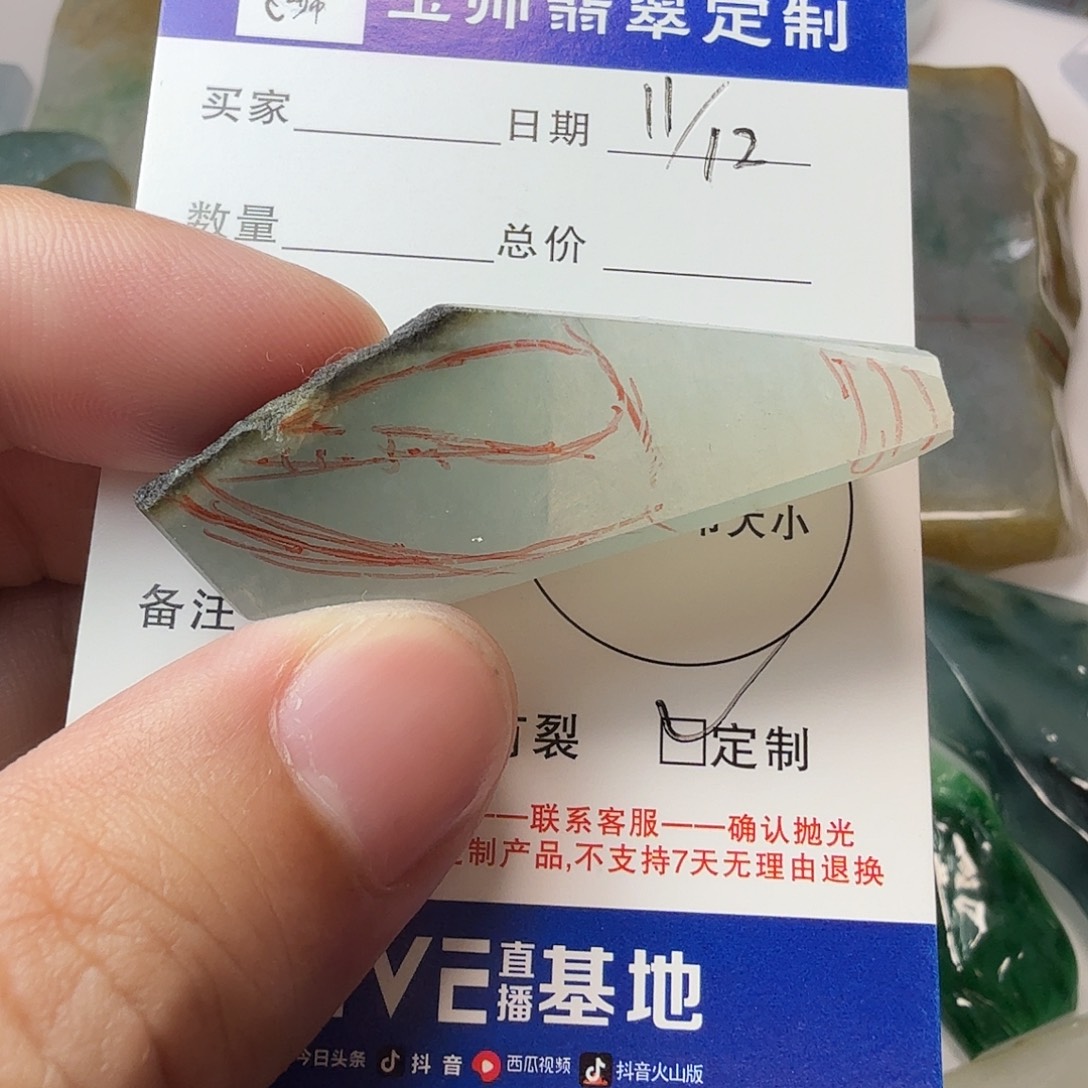 玉师翡翠定制
买家 日期 11/12
数量 总价
大小
备注
裂 定制
——联系客服——确认抛光
制产品,不支持7天无理由退换
VE直播基地
今日头条 抖音 西瓜视频 抖音火山版